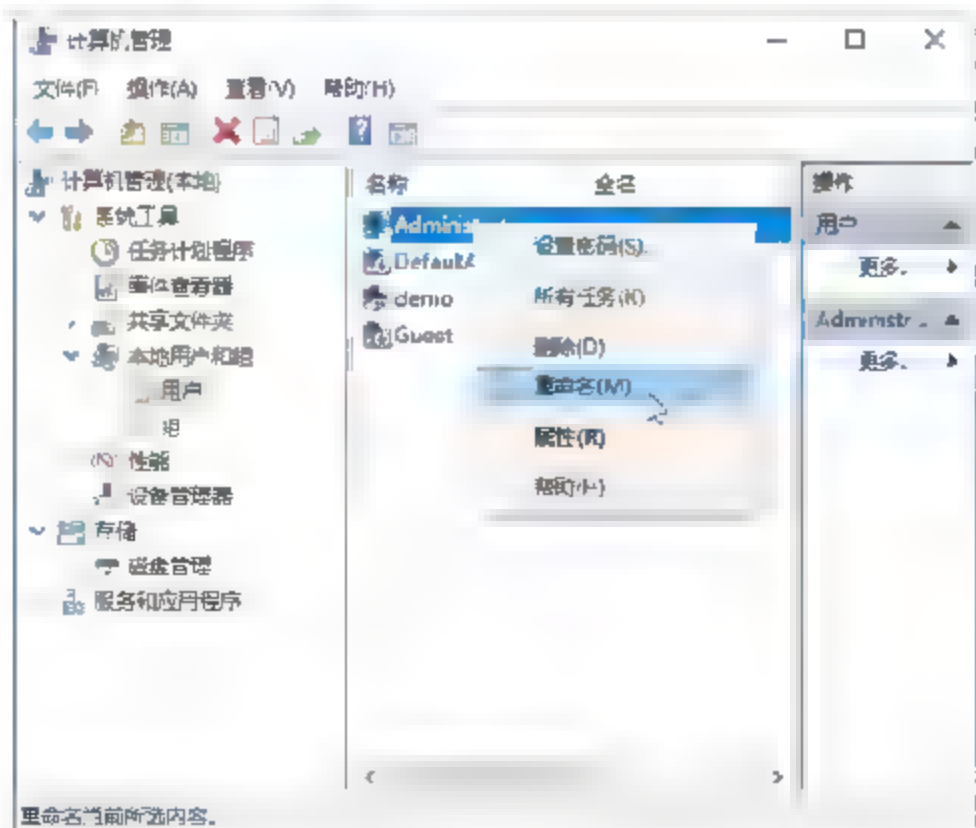 计算机管理
文件(F) 操作(A) 查看(V) 帮助(H)
计算机管理(本地)
系统工具
任务计划程序
事件查看器
共享文件夹
本地用户和组
用户
组
性能
设备管理器
存储
磁盘管理
服务和应用程序
名称 全名
Administ
DefaultA
demo
Guest
设置密码(S)...
所有任务(K)
删除(D)
重命名(M)
属性(R)
帮助(H)
操作
用户
更多...
Administr...
更多...
重命名当前所选内容。